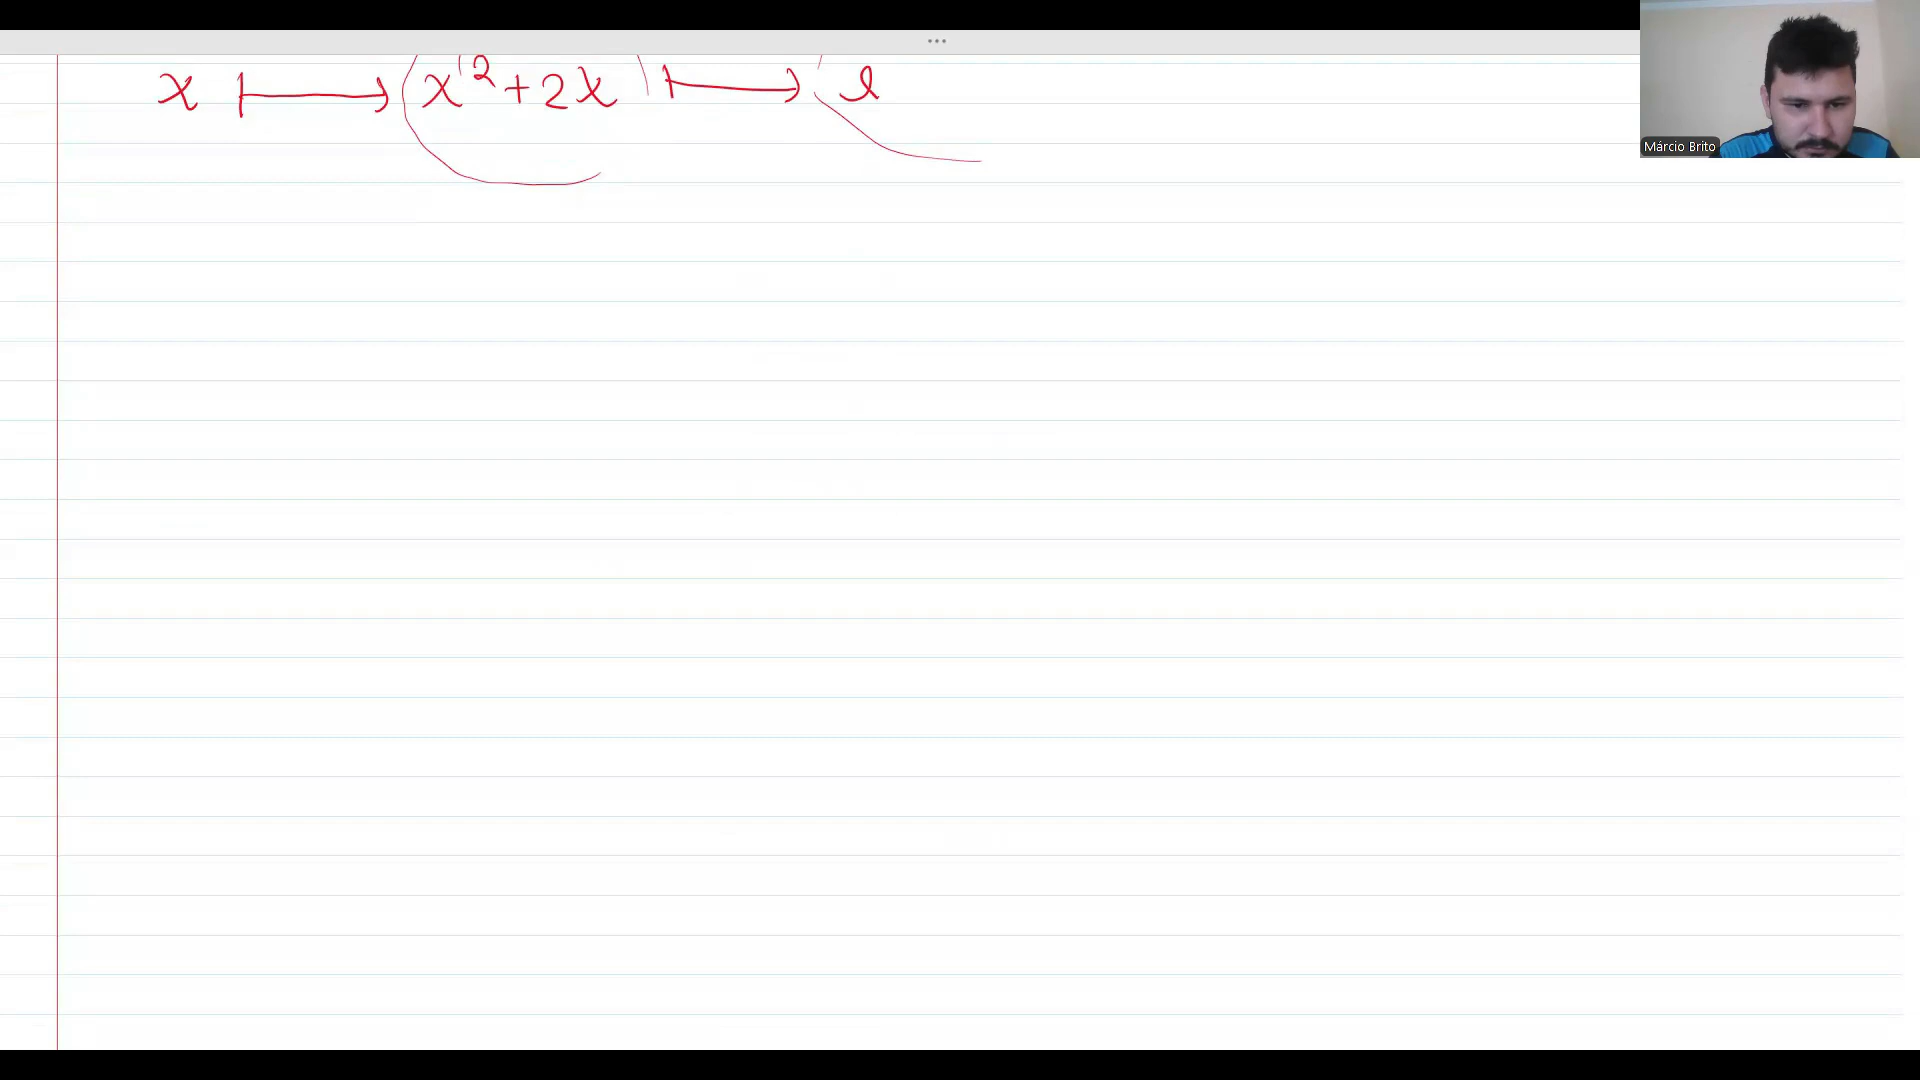 x ⟼ x² + 2x ⟼ e
Márcio Brito